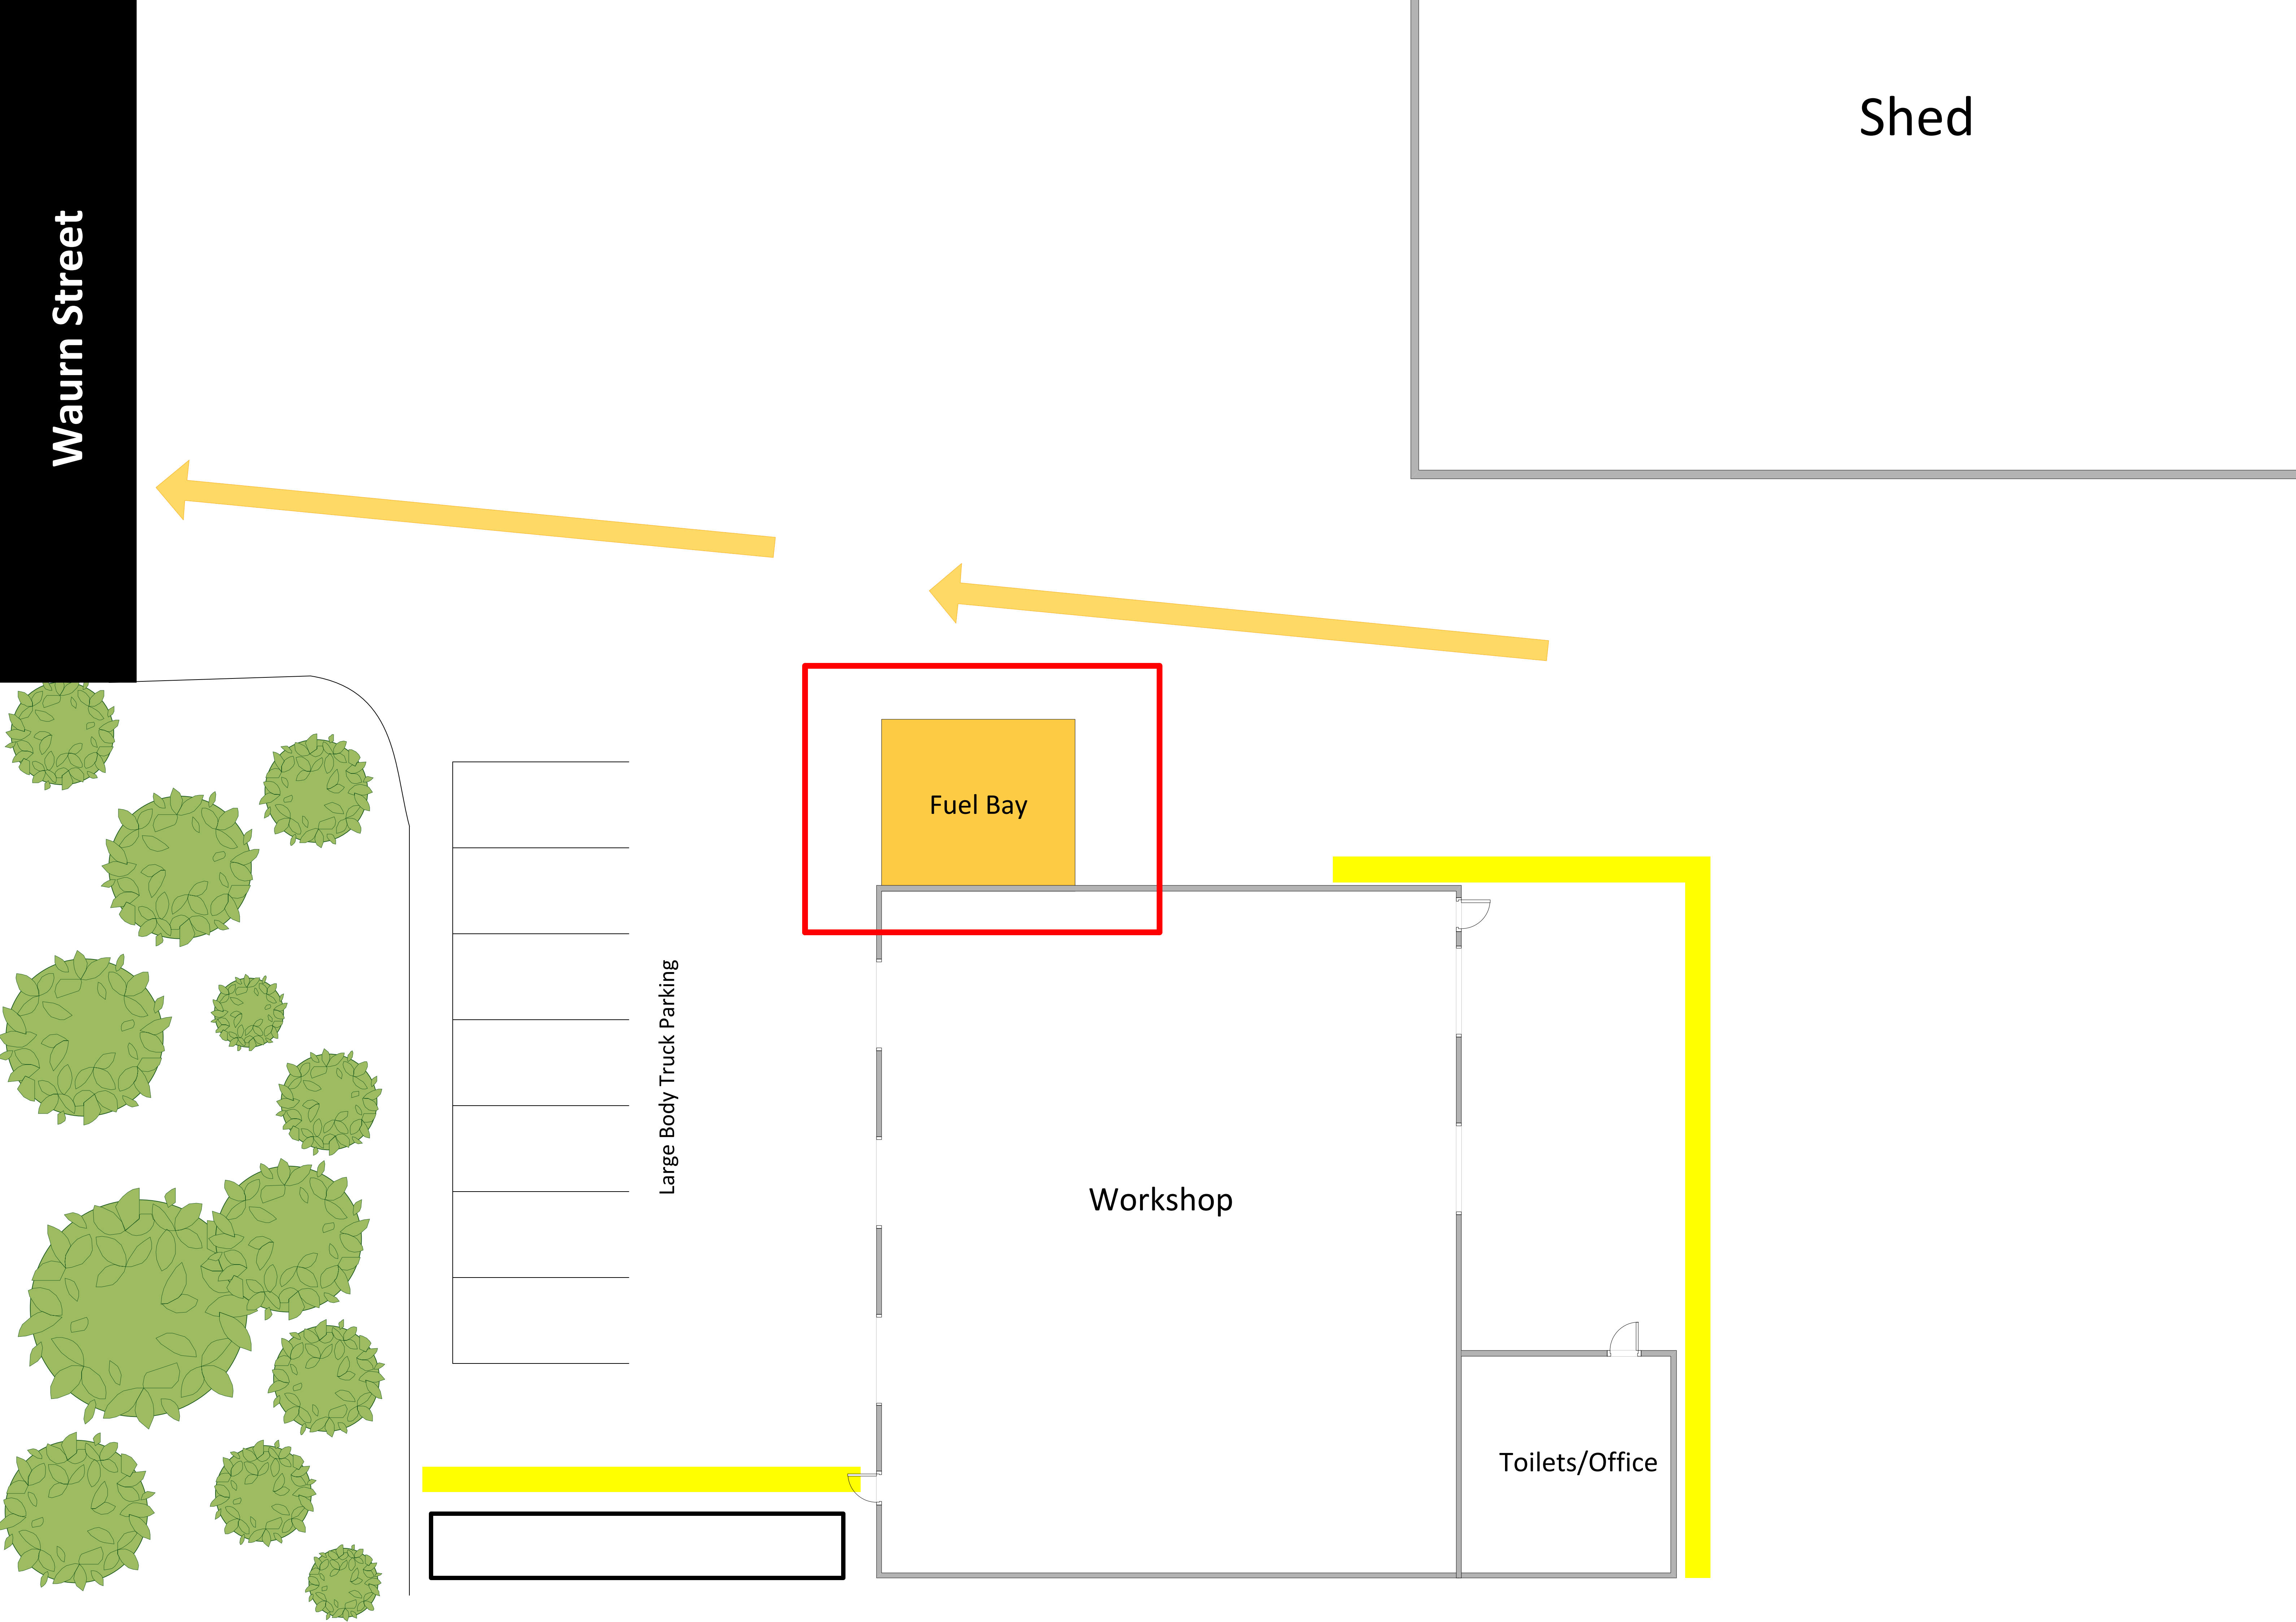 Shed
Waurn Street
Fuel Bay
Large Body Truck Parking
Workshop
Toilets/Office